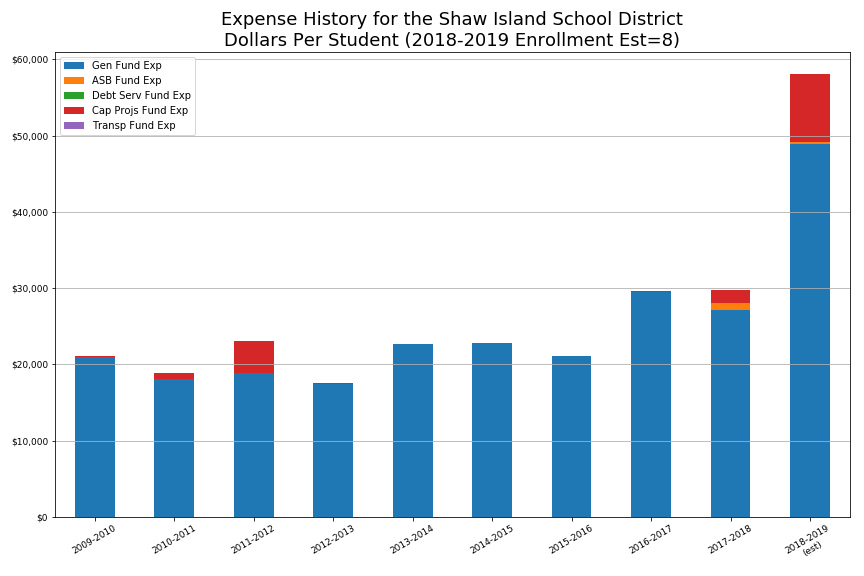 Expense History for the Shaw Island School District
Dollars Per Student (2018-2019 Enrollment Est=8)
Gen Fund Exp
ASB Fund Exp
Debt Serv Fund Exp
Cap Projs Fund Exp
Transp Fund Exp
$60,000
$50,000
$40,000
$30,000
$20,000
$10,000
$0
2009-2010
2010-2011
2011-2012
2012-2013
2013-2014
2014-2015
2015-2016
2016-2017
2017-2018
2018-2019
(est)